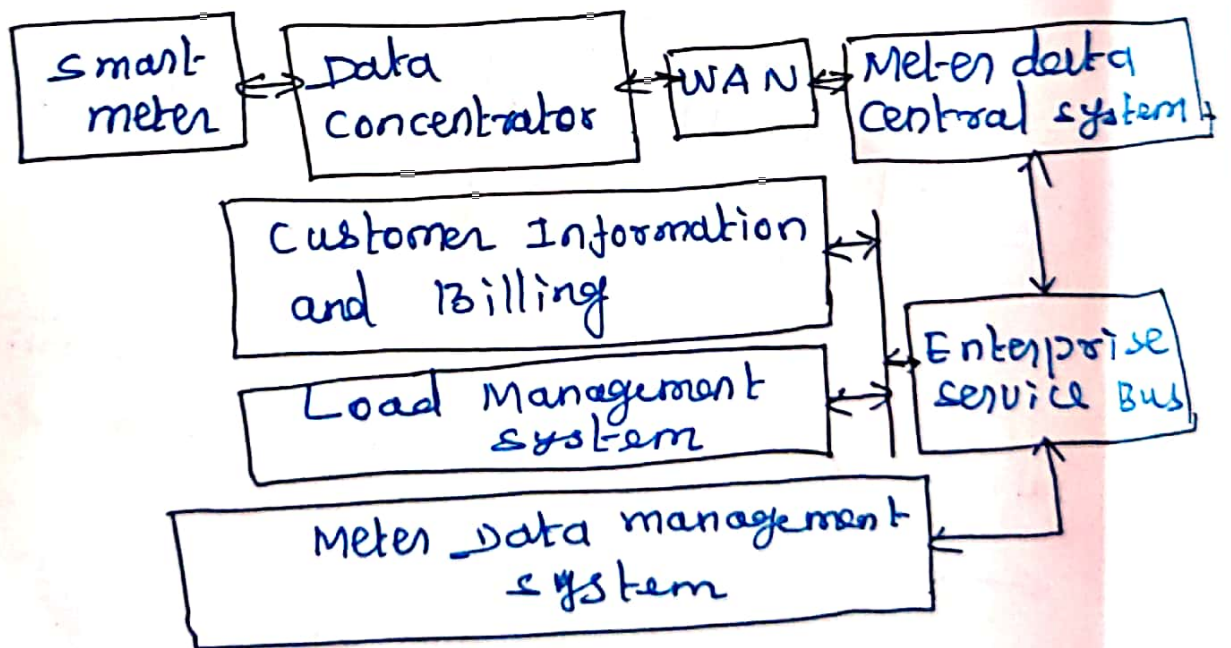 Smart
meter
Data
Concentrator
WAN
Meter data
central system
Customer Information
and Billing
Enterprise
service Bus
Load Management
system
Meter Data management
system